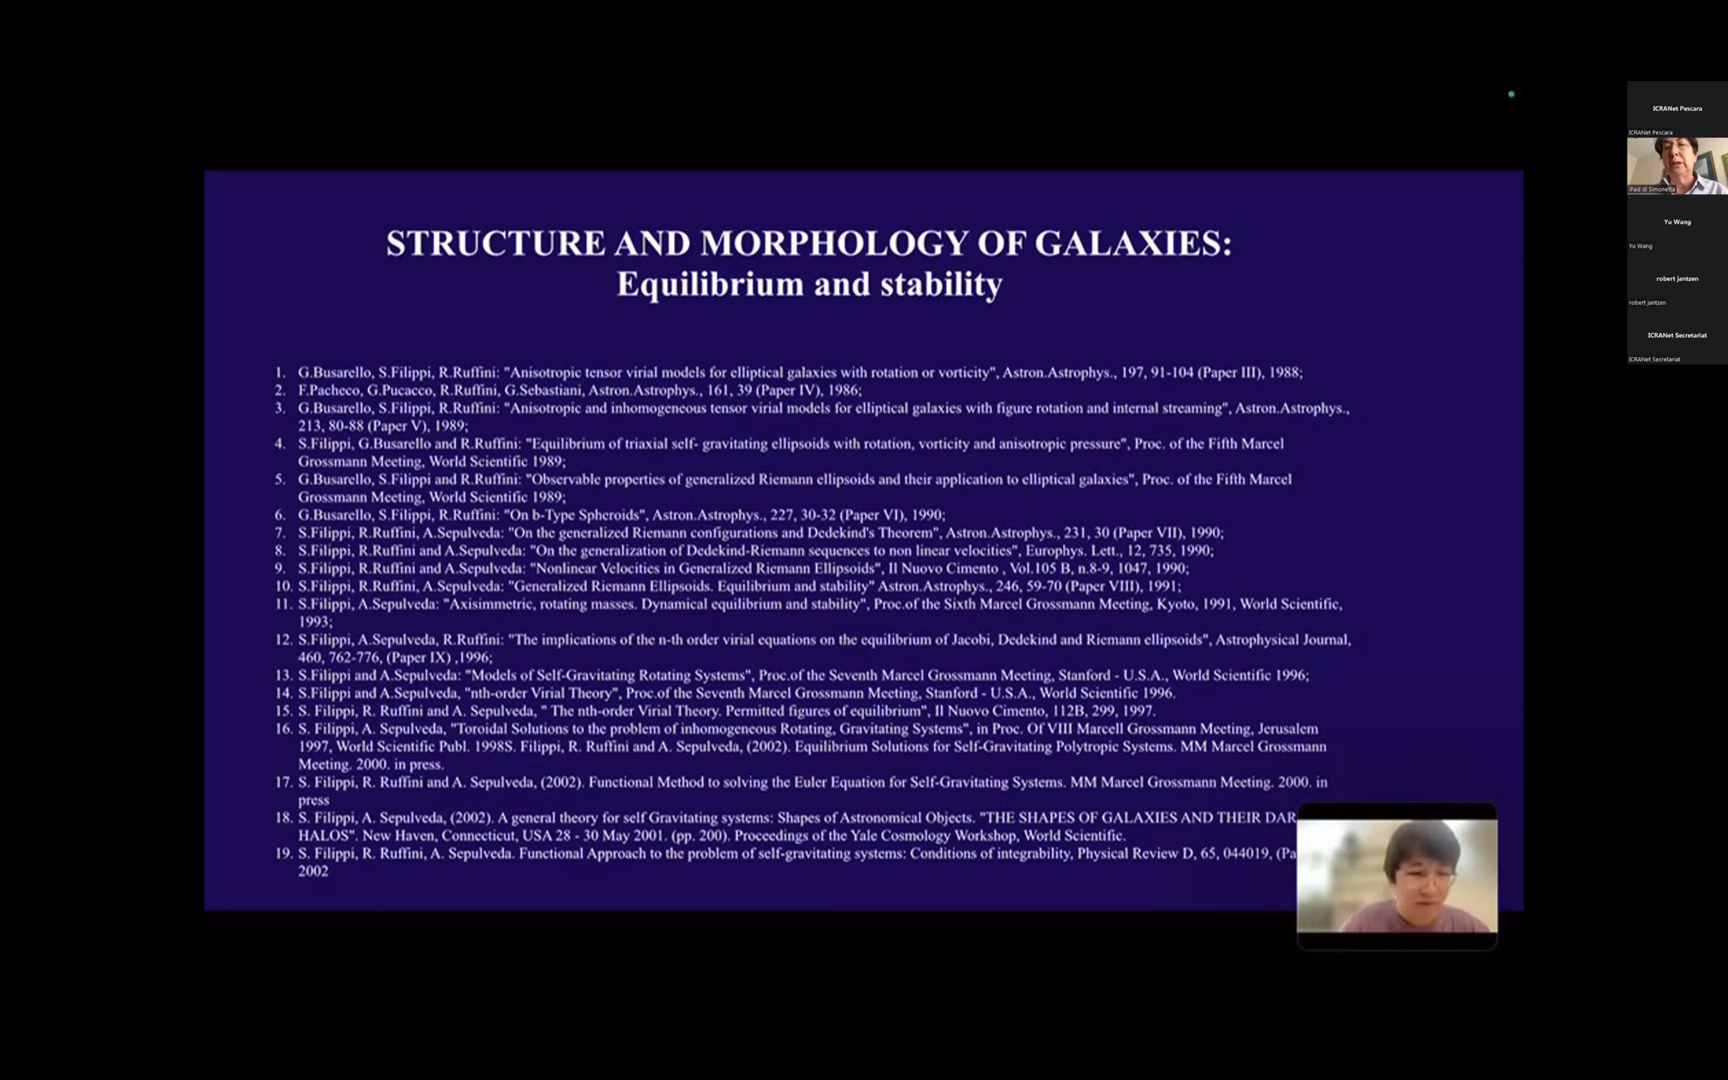 STRUCTURE AND MORPHOLOGY OF GALAXIES:
Equilibrium and stability
1. G.Busarello, S.Filippi, R.Ruffini: "Anisotropic tensor virial models for elliptical galaxies with rotation or vorticity", Astron.Astrophys., 197, 91-104 (Paper III), 1988;
2. F.Pacheco, G.Pucacco, R.Ruffini, G.Sebastiani, Astron.Astrophys., 161, 39 (Paper IV), 1986;
3. G.Busarello, S.Filippi, R.Ruffini: "Anisotropic and inhomogeneous tensor virial models for elliptical galaxies with figure rotation and internal streaming", Astron.Astrophys.,
213, 80-88 (Paper V), 1989;
4. S.Filippi, G.Busarello and R.Ruffini: "Equilibrium of triaxial self- gravitating ellipsoids with rotation, vorticity and anisotropic pressure", Proc. of the Fifth Marcel
Grossmann Meeting, World Scientific 1989;
5. G.Busarello, S.Filippi and R.Ruffini: "Observable properties of generalized Riemann ellipsoids and their application to elliptical galaxies", Proc. of the Fifth Marcel
Grossmann Meeting, World Scientific 1989;
6. G.Busarello, S.Filippi, R.Ruffini: "On b-Type Spheroids", Astron.Astrophys., 227, 30-32 (Paper VI), 1990;
7. S.Filippi, R.Ruffini, A.Sepulveda: "On the generalized Riemann configurations and Dedekind's Theorem", Astron.Astrophys., 231, 30 (Paper VII), 1990;
8. S.Filippi, R.Ruffini and A.Sepulveda: "On the generalization of Dedekind-Riemann sequences to non linear velocities", Europhys. Lett., 12, 735, 1990;
9. S.Filippi, R.Ruffini and A.Sepulveda: "Nonlinear Velocities in Generalized Riemann Ellipsoids", Il Nuovo Cimento , Vol.105 B, n.8-9, 1047, 1990;
10. S.Filippi, R.Ruffini, A.Sepulveda: "Generalized Riemann Ellipsoids. Equilibrium and stability" Astron.Astrophys., 246, 59-70 (Paper VIII), 1991;
11. S.Filippi, A.Sepulveda: "Axisimmetric, rotating masses. Dynamical equilibrium and stability", Proc.of the Sixth Marcel Grossmann Meeting, Kyoto, 1991, World Scientific,
1993;
12. S.Filippi, A.Sepulveda, R.Ruffini: "The implications of the n-th order virial equations on the equilibrium of Jacobi, Dedekind and Riemann ellipsoids", Astrophysical Journal,
460, 762-776, (Paper IX) ,1996;
13. S.Filippi and A.Sepulveda: "Models of Self-Gravitating Rotating Systems", Proc.of the Seventh Marcel Grossmann Meeting, Stanford - U.S.A., World Scientific 1996;
14. S.Filippi and A.Sepulveda, "nth-order Virial Theory", Proc.of the Seventh Marcel Grossmann Meeting, Stanford - U.S.A., World Scientific 1996.
15. S. Filippi, R. Ruffini and A. Sepulveda, " The nth-order Virial Theory. Permitted figures of equilibrium", Il Nuovo Cimento, 112B, 299, 1997.
16. S. Filippi, A. Sepulveda, "Toroidal Solutions to the problem of inhomogeneous Rotating, Gravitating Systems", in Proc. Of VIII Marcell Grossmann Meeting, Jerusalem
1997, World Scientific Publ. 1998S. Filippi, R. Ruffini and A. Sepulveda, (2002). Equilibrium Solutions for Self-Gravitating Polytropic Systems. MM Marcel Grossmann
Meeting. 2000. in press.
17. S. Filippi, R. Ruffini and A. Sepulveda, (2002). Functional Method to solving the Euler Equation for Self-Gravitating Systems. MM Marcel Grossmann Meeting. 2000. in
press
18. S. Filippi, A. Sepulveda, (2002). A general theory for self Gravitating systems: Shapes of Astronomical Objects. "THE SHAPES OF GALAXIES AND THEIR DAR
HALOS". New Haven, Connecticut, USA 28 - 30 May 2001. (pp. 200). Proceedings of the Yale Cosmology Workshop, World Scientific.
19. S. Filippi, R. Ruffini, A. Sepulveda. Functional Approach to the problem of self-gravitating systems: Conditions of integrability, Physical Review D, 65, 044019, (Pa
2002
ICRANet Pescara
ICRANet Pescara
iPad di Simonetta
Yu Wang
Yu Wang
robert jantzen
robert jantzen
ICRANet Secretariat
ICRANet Secretariat